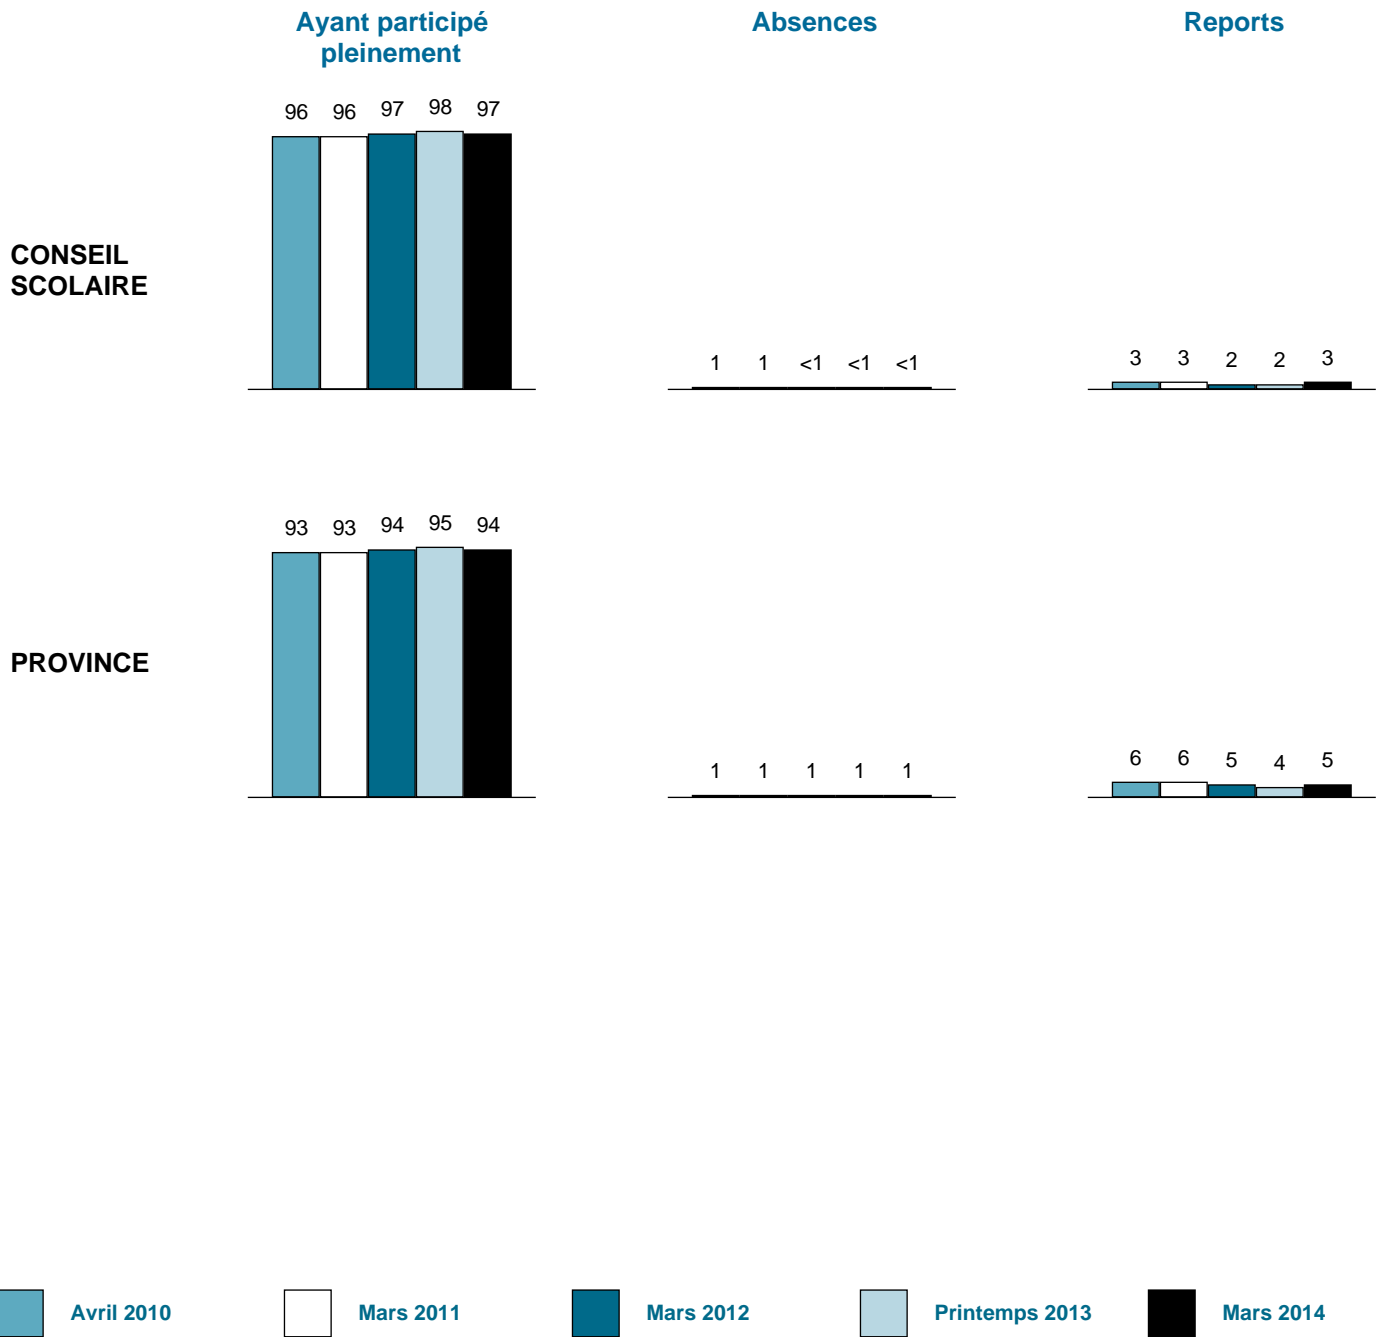 Ayant participé
pleinement
Absences
Reports
96 96 97 98 97
CONSEIL
SCOLAIRE
1 1 <1 <1 <1
3 3 2 2 3
93 93 94 95 94
PROVINCE
1 1 1 1 1
6 6 5 4 5
Avril 2010
Mars 2011
Mars 2012
Printemps 2013
Mars 2014